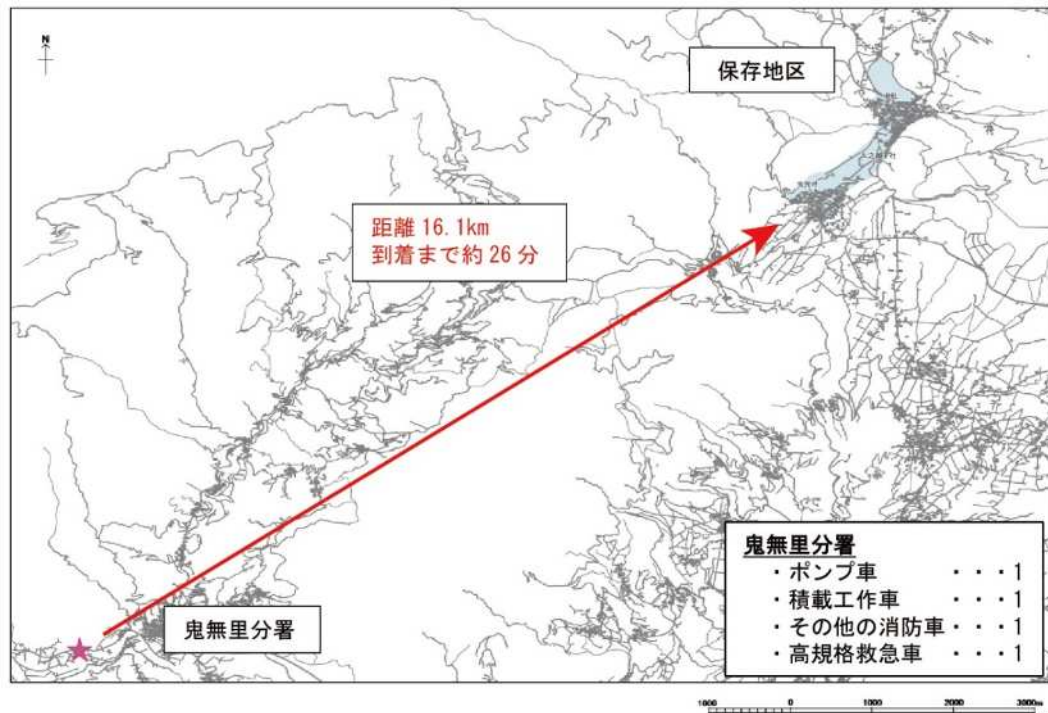 N
保存地区
距離 16.1km
到着まで約 26 分
鬼無里分署
鬼無里分署
・ポンプ車 ・・・1
・積載工作車 ・・・1
・その他の消防車・・・1
・高規格救急車 ・・・1
1000 0 1000 2000 3000m